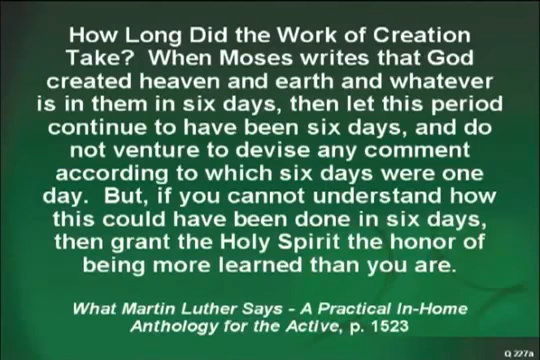 How Long Did the Work of Creation
Take?  When Moses writes that God
created heaven and earth and whatever
is in them in six days, then let this period
continue to have been six days, and do
not venture to devise any comment
according to which six days were one
day.  But, if you cannot understand how
this could have been done in six days,
then grant the Holy Spirit the honor of
being more learned than you are.
What Martin Luther Says - A Practical In-Home
Anthology for the Active, p. 1523
Q 227a